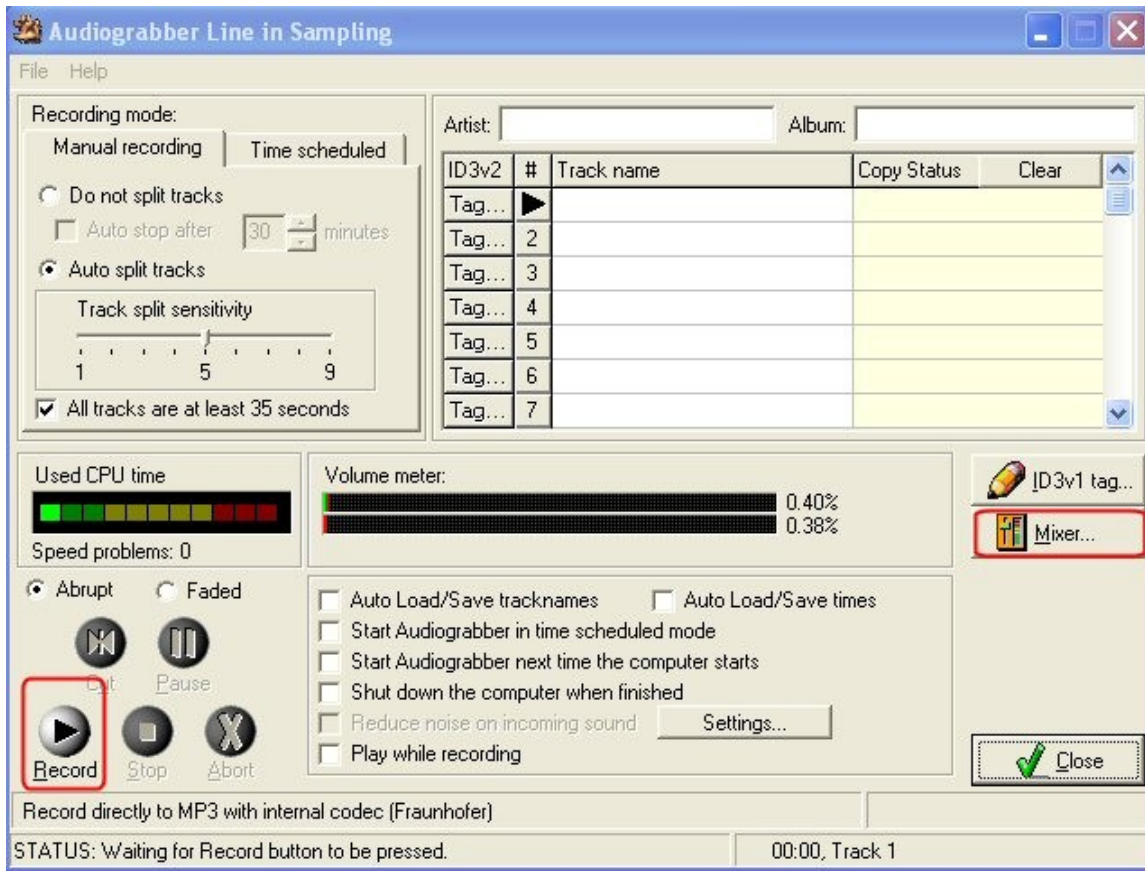 Audiograbber Line in Sampling
File Help
Recording mode:
Manual recording Time scheduled
Do not split tracks
Auto stop after 30 minutes
Auto split tracks
Track split sensitivity
1 5 9
All tracks are at least 35 seconds
Artist: Album:
ID3v2 # Track name Copy Status Clear
Tag...
Tag... 2
Tag... 3
Tag... 4
Tag... 5
Tag... 6
Tag... 7
Used CPU time
Speed problems: 0
Volume meter:
0.40%
0.38%
ID3v1 tag...
Mixer...
Abrupt Faded
Cut Pause
Record Stop Abort
Auto Load/Save tracknames Auto Load/Save times
Start Audiograbber in time scheduled mode
Start Audiograbber next time the computer starts
Shut down the computer when finished
Reduce noise on incoming sound Settings...
Play while recording
Close
Record directly to MP3 with internal codec (Fraunhofer)
STATUS: Waiting for Record button to be pressed. 00:00, Track 1